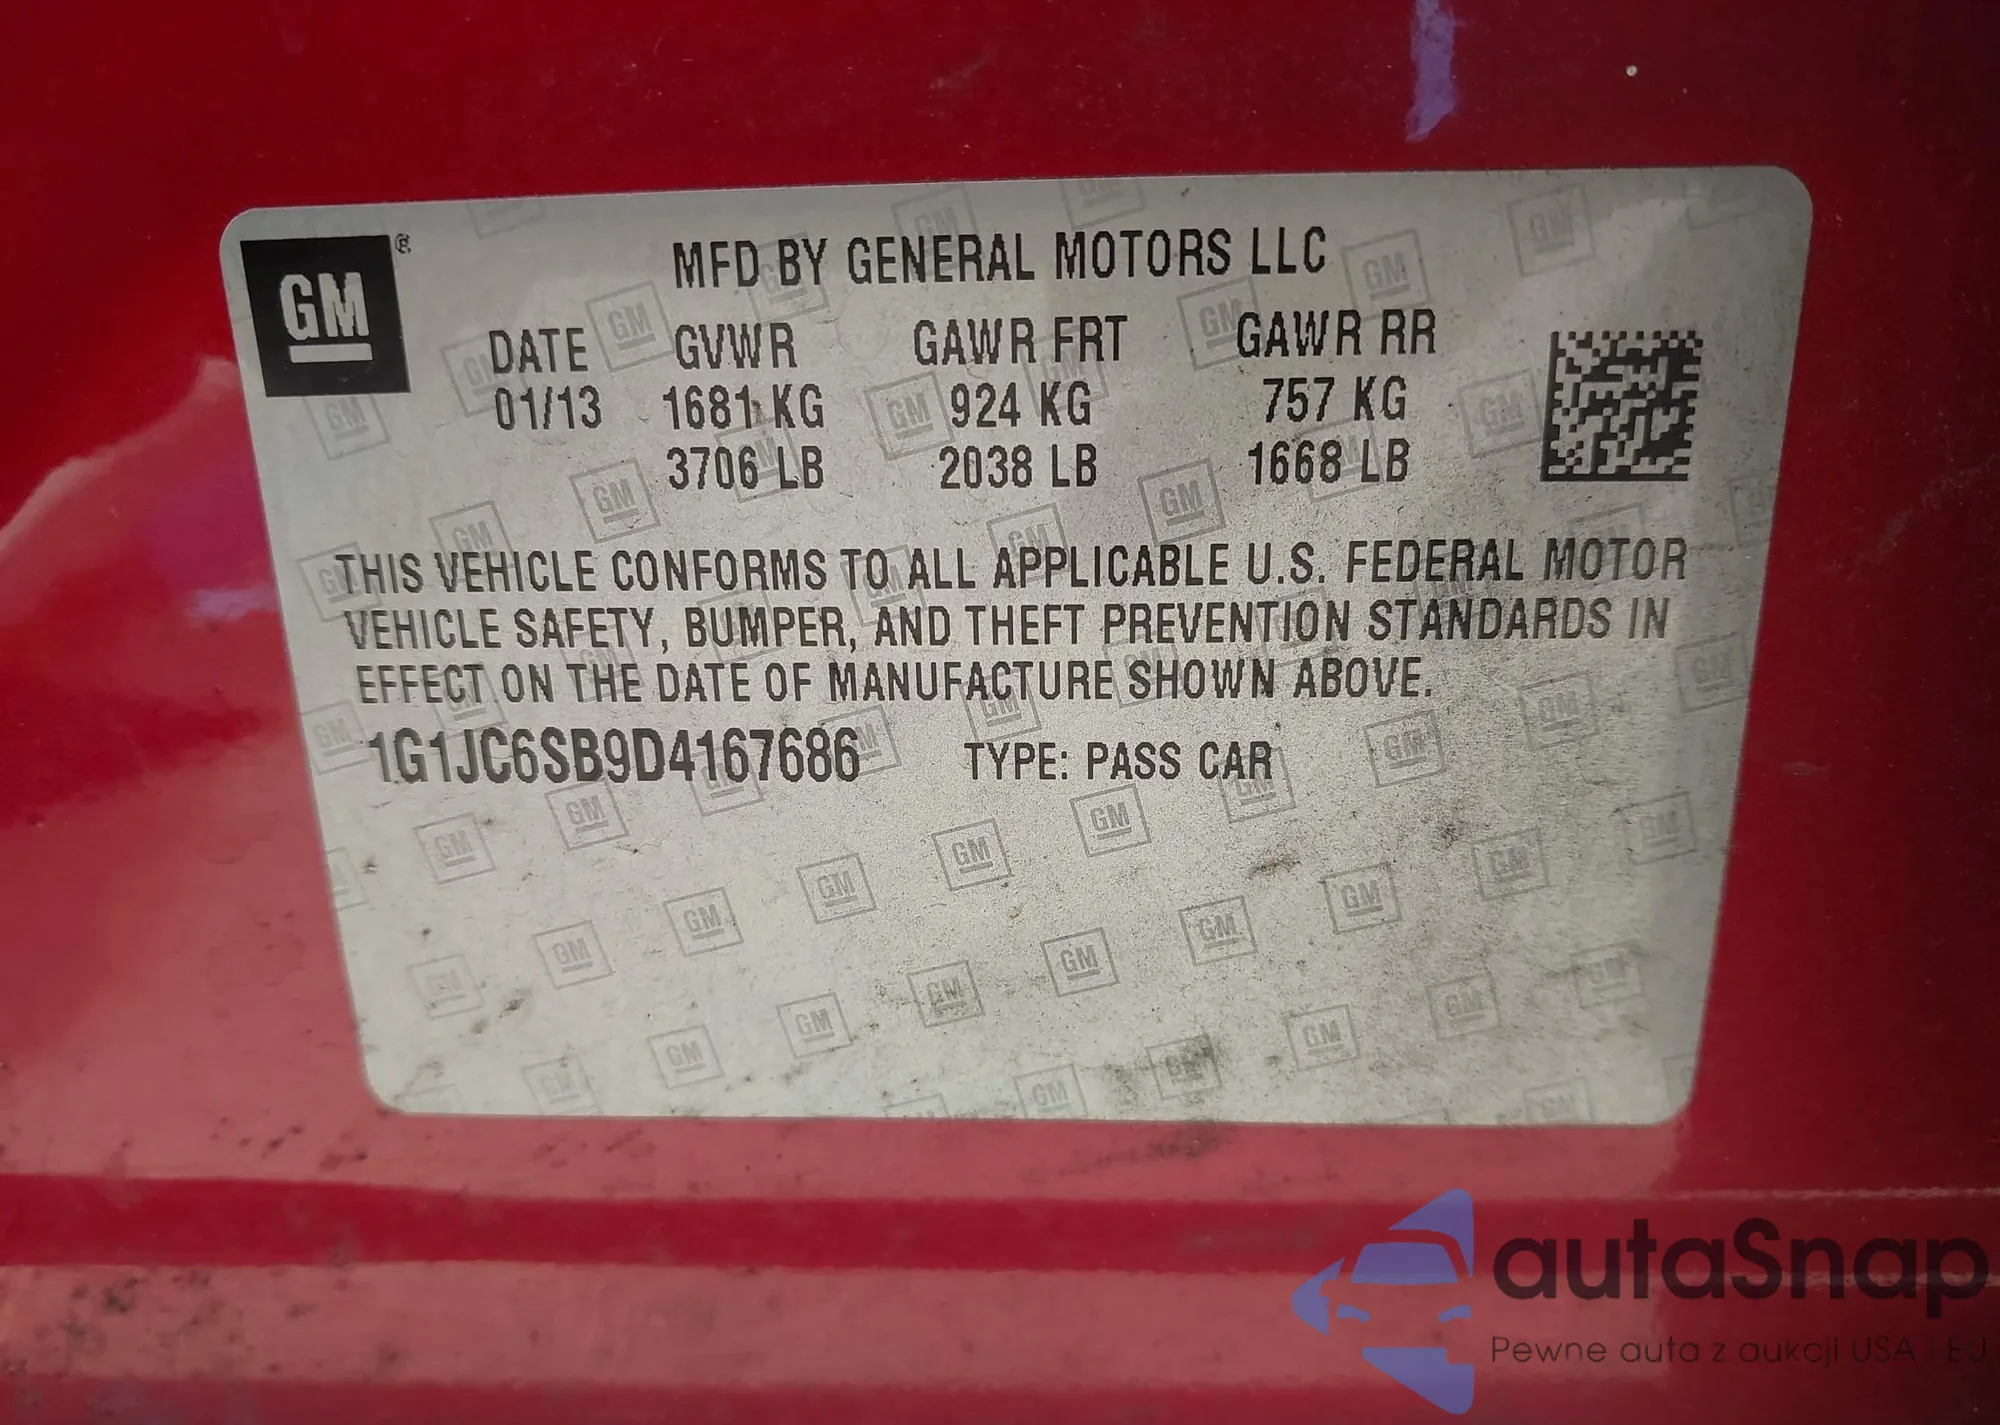 GM ®
MFD BY GENERAL MOTORS LLC
DATE GVWR GAWR FRT GAWR RR
01/13 1681 KG 924 KG 757 KG
3706 LB 2038 LB 1668 LB
THIS VEHICLE CONFORMS TO ALL APPLICABLE U.S. FEDERAL MOTOR
VEHICLE SAFETY, BUMPER, AND THEFT PREVENTION STANDARDS IN
EFFECT ON THE DATE OF MANUFACTURE SHOWN ABOVE.
1G1JC6SB9D4167686 TYPE: PASS CAR
autaSnap
Pewne auta z aukcji USA i EU